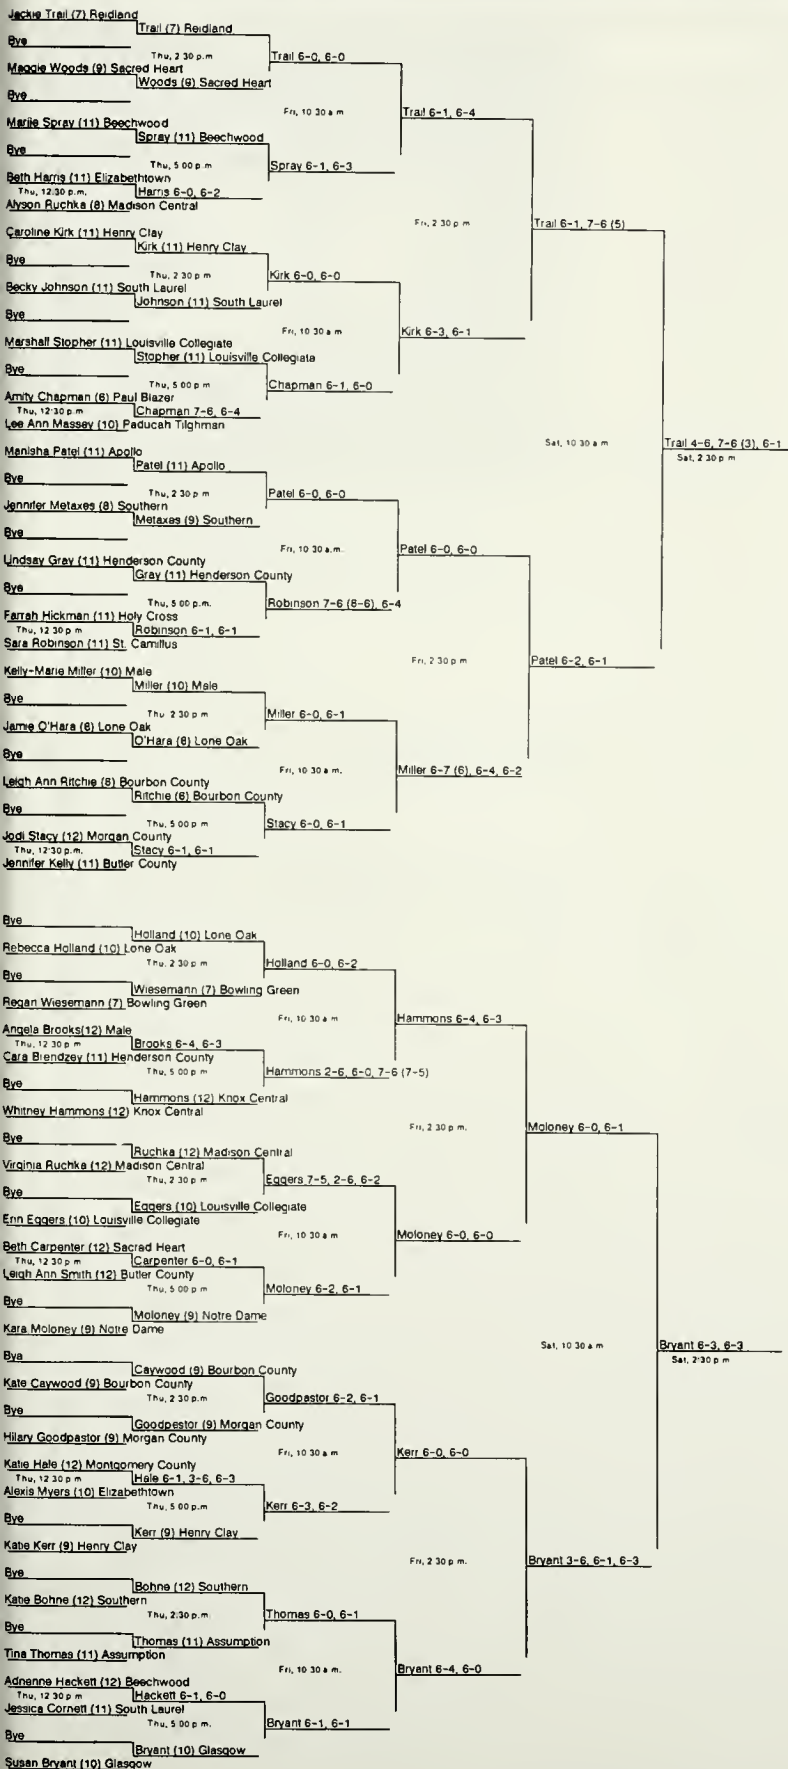 Jackie Trail (7) Reidland
Trail (7) Reidland
Bye
Thu, 2 30 p.m.
Trail 6-0, 6-0
Maggie Woods (9) Sacred Heart
Woods (9) Sacred Heart
Bye
Fri, 10 30 a m
Trail 6-1, 6-4
Marjie Spray (11) Beechwood
Spray (11) Beechwood
Bye
Thu, 5 00 p m
Spray 6-1, 6-3
Beth Harris (11) Elizabethtown
Thu, 12:30 p.m.
Harris 6-0, 6-2
Alyson Ruchka (8) Madison Central
Fri, 2 30 p m
Trail 6-1, 7-6 (5)
Caroline Kirk (11) Henry Clay
Kirk (11) Henry Clay
Bye
Thu, 2 30 p m
Kirk 6-0, 6-0
Becky Johnson (11) South Laurel
Johnson (11) South Laurel
Bye
Fri, 10 30 a m
Kirk 6-3, 6-1
Marshall Stopher (11) Louisville Collegiate
Stopher (11) Louisville Collegiate
Bye
Thu, 5 00 p m
Chapman 6-1, 6-0
Amity Chapman (6) Paul Blazer
Thu, 12:30 p m
Chapman 7-6, 6-4
Lee Ann Massey (10) Paducah Tilghman
Sat, 10 30 a m
Trail 4-6, 7-6 (3), 6-1
Sat, 2 30 p m
Manisha Patel (11) Apollo
Patel (11) Apollo
Bye
Thu, 2 30 p m
Patel 6-0, 6-0
Jennifer Metaxes (8) Southern
Metaxas (9) Southern
Bye
Fri, 10 30 a.m.
Patel 6-0, 6-0
Lindsay Gray (11) Henderson County
Gray (11) Henderson County
Bye
Thu, 5 00 p.m.
Robinson 7-6 (8-6), 6-4
Farrah Hickman (11) Holy Cross
Thu, 12 30 p m
Robinson 6-1, 6-1
Sara Robinson (11) St. Camillus
Fri, 2 30 p m
Patel 6-2, 6-1
Kelly-Marie Miller (10) Male
Miller (10) Male
Bye
Thu 2 30 p m
Miller 6-0, 6-1
Jamie O'Hara (6) Lone Oak
O'Hara (6) Lone Oak
Bye
Fri, 10 30 a.m.
Miller 6-7 (6), 6-4, 6-2
Leigh Ann Ritchie (8) Bourbon County
Ritchie (6) Bourbon County
Bye
Thu, 5 00 p m
Stacy 6-0, 6-1
Jodi Stacy (12) Morgan County
Thu, 12:30 p.m.
Stacy 6-1, 6-1
Jennifer Kelly (11) Butler County
Bye
Holland (10) Lone Oak
Rebecca Holland (10) Lone Oak
Thu, 2 30 p m
Holland 6-0, 6-2
Bye
Wiesemann (7) Bowling Green
Regan Wiesemann (7) Bowling Green
Fri, 10 30 a m
Hammons 6-4, 6-3
Angela Brooks(12) Male
Thu, 12 30 p m
Brooks 6-4, 6-3
Cara Brendzey (11) Henderson County
Thu, 5 00 p m
Hammons 2-6, 6-0, 7-6 (7-5)
Bye
Hammons (12) Knox Central
Whitney Hammons (12) Knox Central
Fri, 2 30 p m.
Moloney 6-0, 6-1
Bye
Ruchka (12) Madison Central
Virginia Ruchka (12) Madison Central
Thu, 2 30 p m
Eggers 7-5, 2-6, 6-2
Bye
Eggers (10) Louisville Collegiate
Erin Eggers (10) Louisville Collegiate
Fri, 10 30 a m
Moloney 6-0, 6-0
Beth Carpenter (12) Sacred Heart
Thu, 12 30 p m
Carpenter 6-0, 6-1
Leigh Ann Smith (12) Butler County
Thu, 5 00 p m
Moloney 6-2, 6-1
Bye
Moloney (9) Notre Dame
Kara Moloney (9) Notre Dame
Sat, 10 30 a m
Bryant 6-3, 6-3
Sat, 2:30 p m
Bye
Caywood (9) Bourbon County
Kate Caywood (9) Bourbon County
Thu, 2 30 p m
Goodpastor 6-2, 6-1
Bye
Goodpestor (9) Morgan County
Hilary Goodpastor (9) Morgan County
Fri, 10 30 a m
Kerr 6-0, 6-0
Katie Hale (12) Montgomery County
Thu, 12 30 p m
Hale 6-1, 3-6, 6-3
Alexis Myers (10) Elizabethtown
Thu, 5 00 p.m
Kerr 6-3, 6-2
Bye
Kerr (9) Henry Clay
Katie Kerr (9) Henry Clay
Fri, 2 30 p m.
Bryant 3-6, 6-1, 6-3
Bye
Bohne (12) Southern
Katie Bohne (12) Southern
Thu, 2:30 p.m.
Thomas 6-0, 6-1
Bye
Thomas (11) Assumption
Tina Thomas (11) Assumption
Fri, 10 30 a.m.
Bryant 6-4, 6-0
Adrienne Hackett (12) Beechwood
Thu, 12 30 p m
Hackett 6-1, 6-0
Jessica Cornett (11) South Laurel
Thu, 5 00 p m.
Bryant 6-1, 6-1
Bye
Bryant (10) Glasgow
Susan Bryant (10) Glasgow